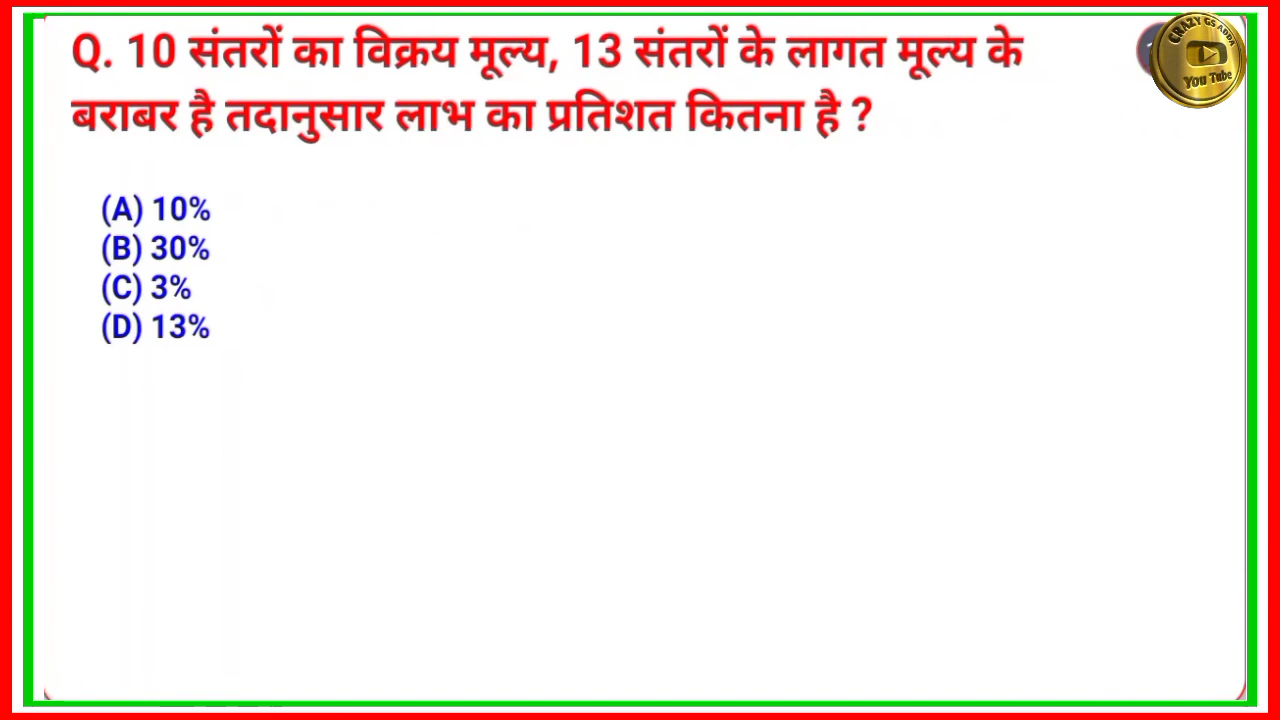 Q. 10 संतरों का विक्रय मूल्य, 13 संतरों के लागत मूल्य के
बराबर है तदानुसार लाभ का प्रतिशत कितना है ?
CRAZY GS ADDA
You Tube
(A) 10%
(B) 30%
(C) 3%
(D) 13%